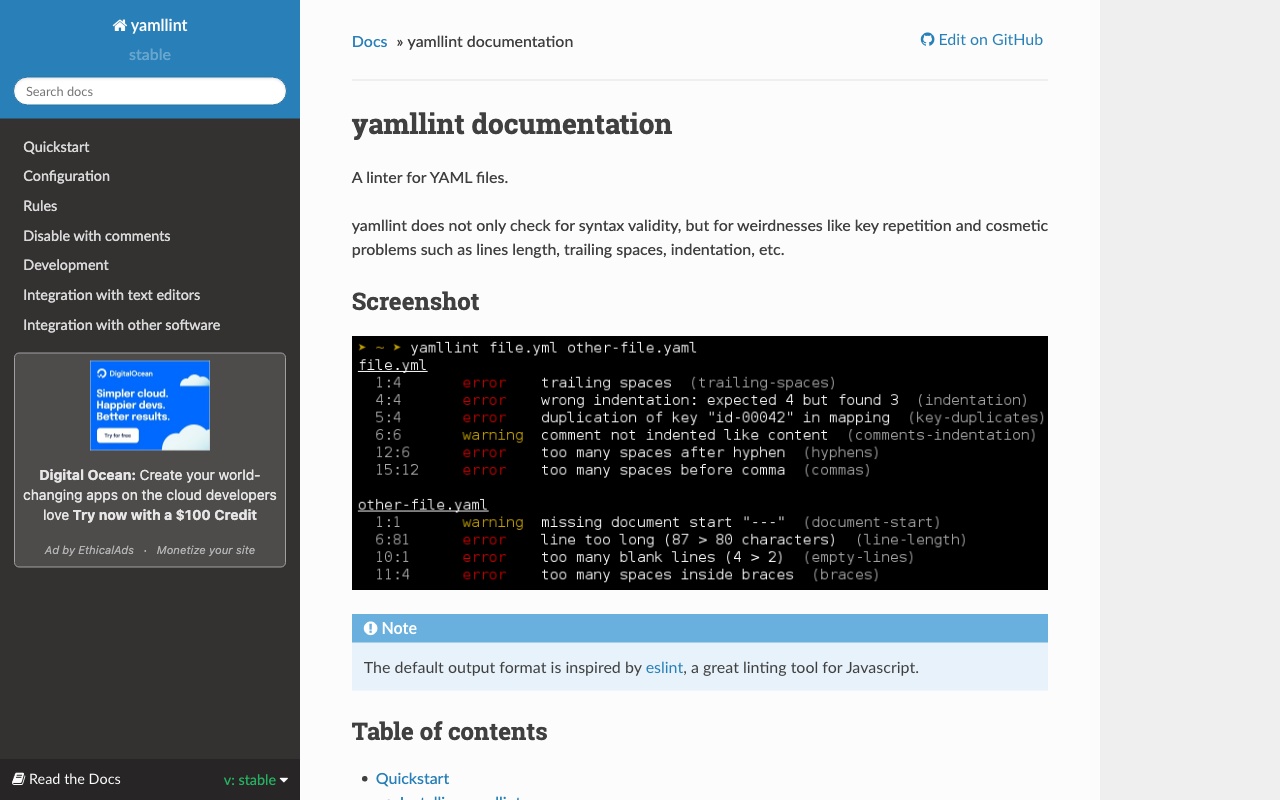 yamllint
stable
Search docs
Quickstart
Configuration
Rules
Disable with comments
Development
Integration with text editors
Integration with other software
DigitalOcean
Simpler cloud.
Happier devs.
Better results.
Try for free
Digital Ocean: Create your world-
changing apps on the cloud developers
love Try now with a $100 Credit
Ad by EthicalAds · Monetize your site
Read the Docs
v: stable
Docs » yamllint documentation
Edit on GitHub
yamllint documentation
A linter for YAML files.
yamllint does not only check for syntax validity, but for weirdnesses like key repetition and cosmetic
problems such as lines length, trailing spaces, indentation, etc.
Screenshot
➤ ~ ➤ yamllint file.yml other-file.yaml
file.yml
1:4 error trailing spaces (trailing-spaces)
4:4 error wrong indentation: expected 4 but found 3 (indentation)
5:4 error duplication of key "id-00042" in mapping (key-duplicates)
6:6 warning comment not indented like content (comments-indentation)
12:6 error too many spaces after hyphen (hyphens)
15:12 error too many spaces before comma (commas)
other-file.yaml
1:1 warning missing document start "---" (document-start)
6:81 error line too long (87 > 80 characters) (line-length)
10:1 error too many blank lines (4 > 2) (empty-lines)
11:4 error too many spaces inside braces (braces)
Note
The default output format is inspired by eslint, a great linting tool for Javascript.
Table of contents
• Quickstart